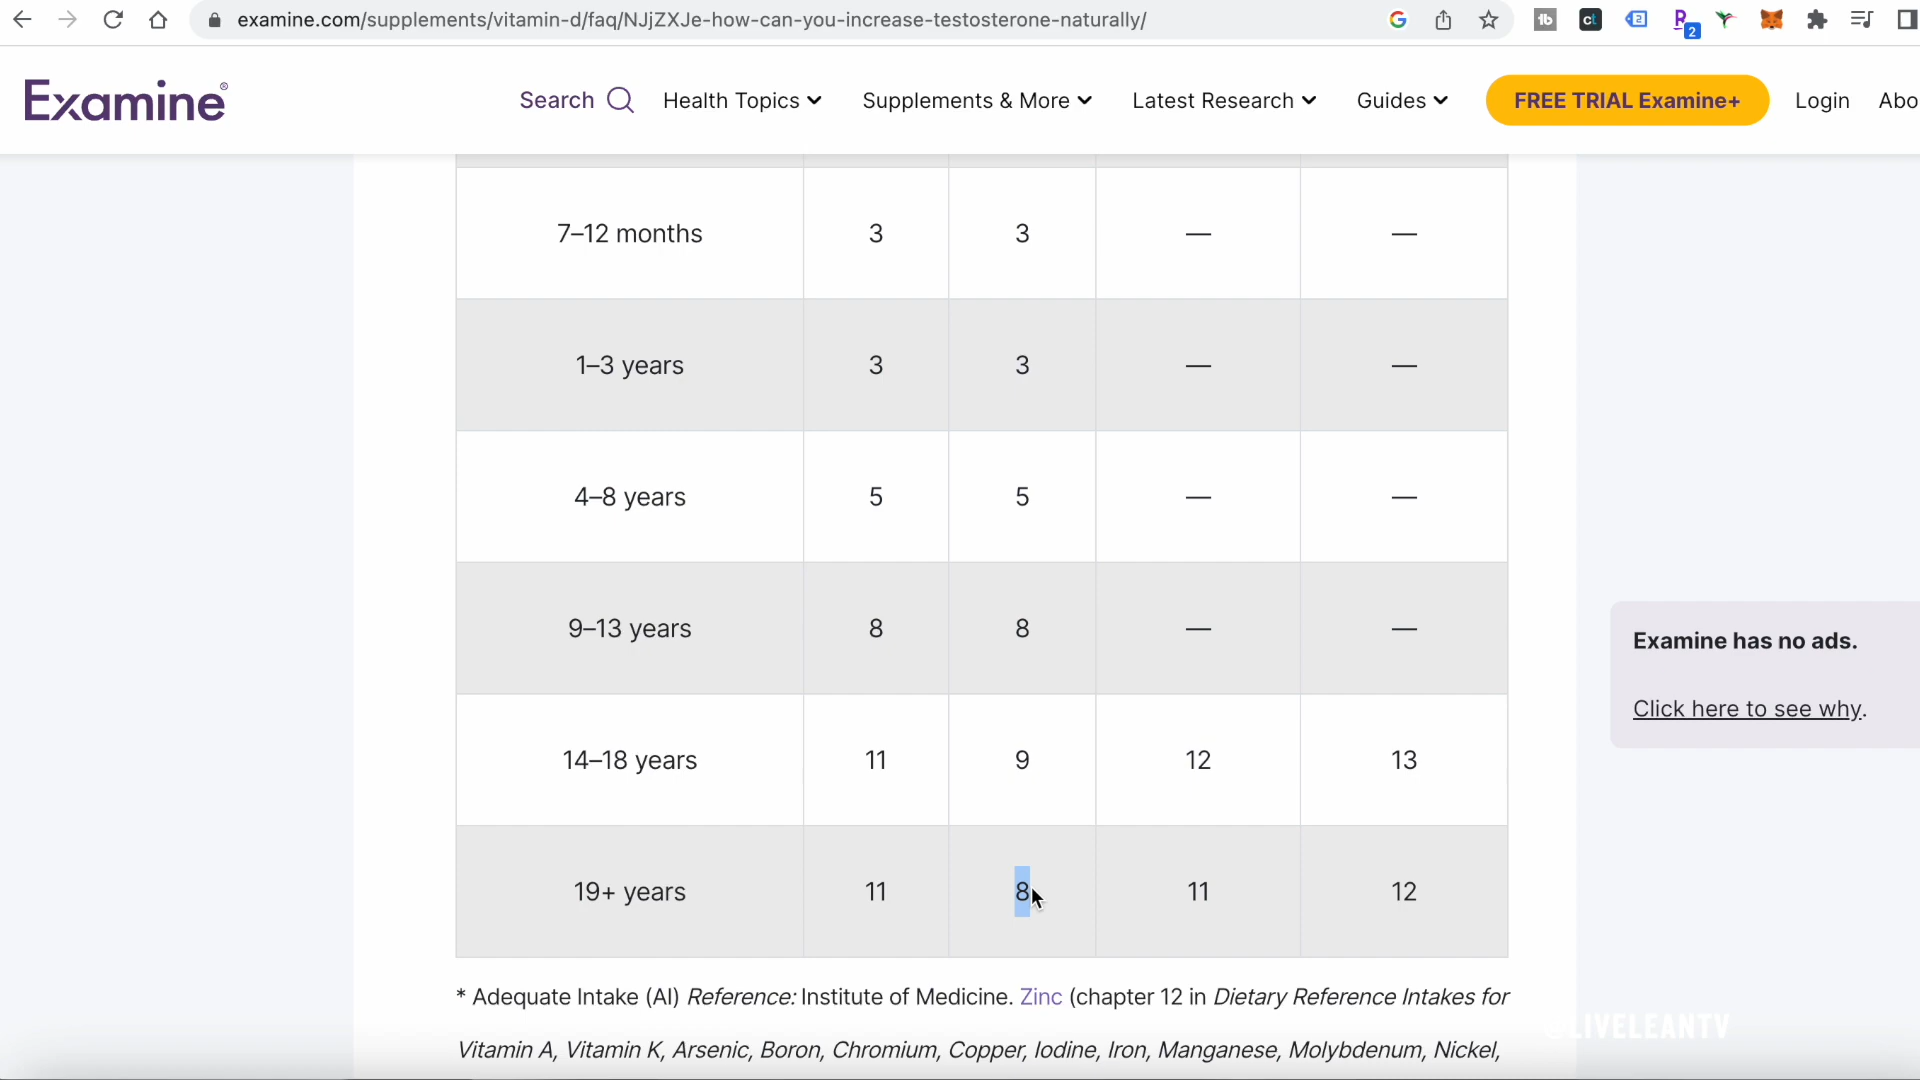 examine.com/supplements/vitamin-d/faq/NJjZXJe-how-can-you-increase-testosterone-naturally/
Examine®
Search
Health Topics
Supplements & More
Latest Research
Guides
FREE TRIAL Examine+
Login
Abo
7–12 months 3 3 — —
1–3 years 3 3 — —
4–8 years 5 5 — —
9–13 years 8 8 — —
14–18 years 11 9 12 13
19+ years 11 8 11 12
Examine has no ads.
Click here to see why.
* Adequate Intake (AI) Reference: Institute of Medicine. Zinc (chapter 12 in Dietary Reference Intakes for
Vitamin A, Vitamin K, Arsenic, Boron, Chromium, Copper, Iodine, Iron, Manganese, Molybdenum, Nickel,
@LIVELEANTV